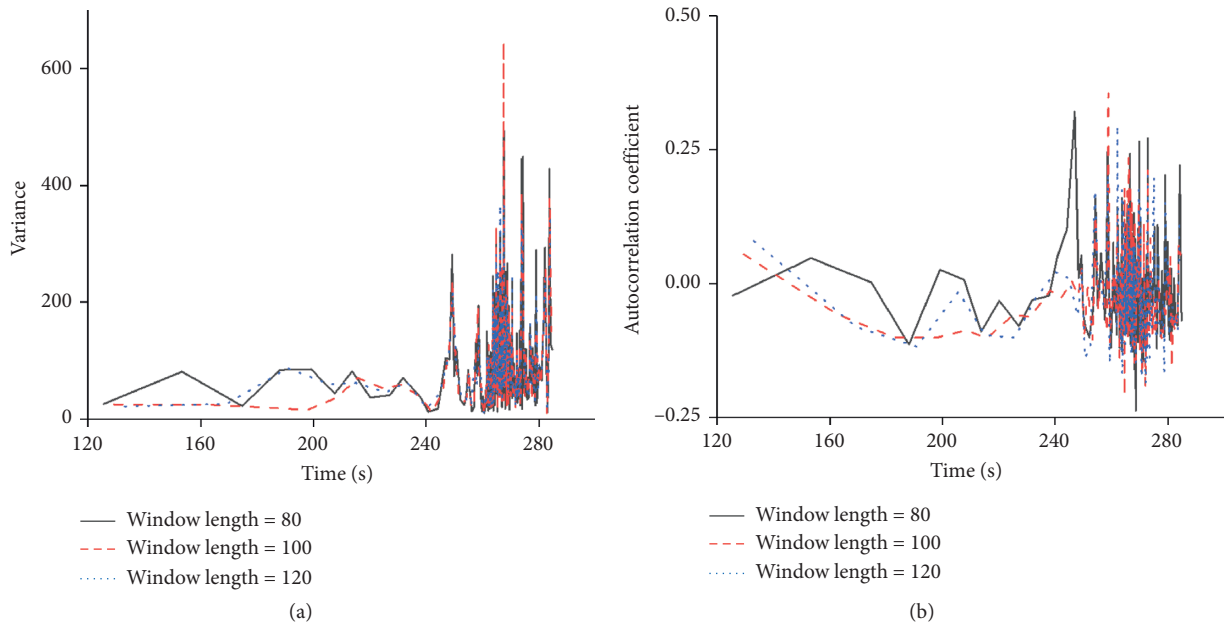 600
400
200
0
Variance
120
160
200
240
280
Time (s)
Window length = 80
Window length = 100
Window length = 120
(a)
0.50
0.25
0.00
–0.25
Autocorrelation coefficient
120
160
200
240
280
Time (s)
Window length = 80
Window length = 100
Window length = 120
(b)